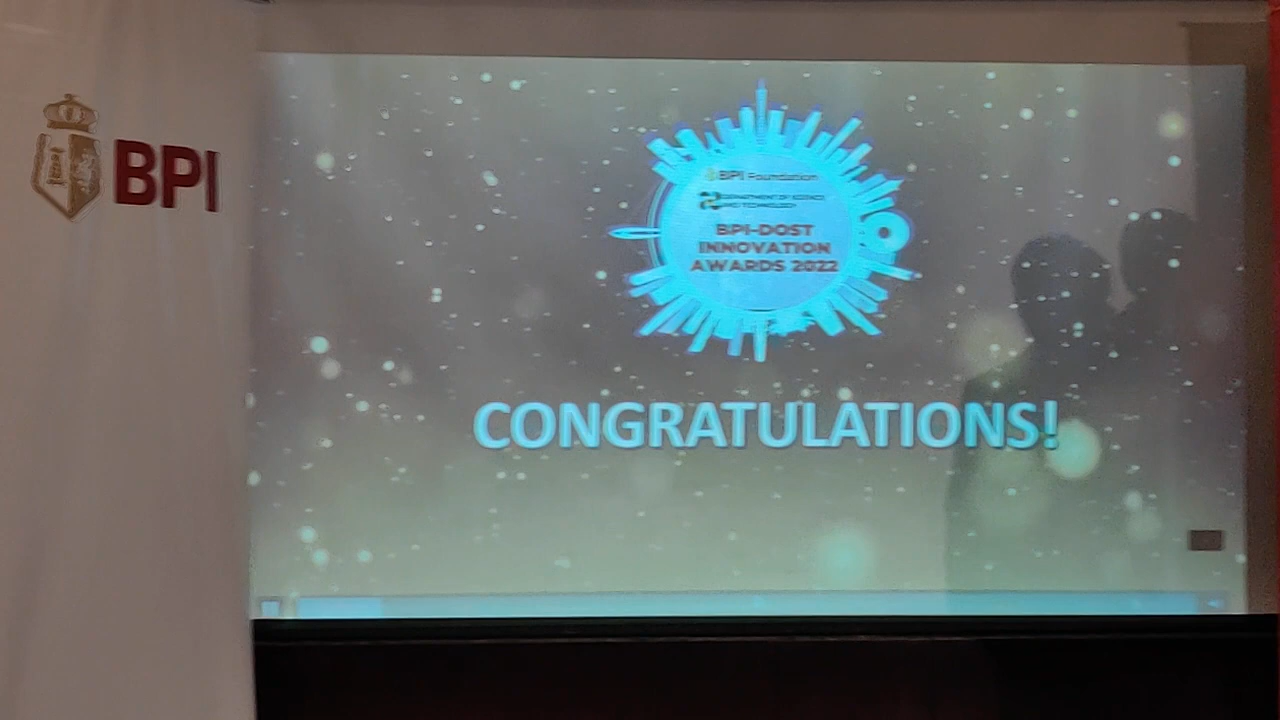 BPI
BPI Foundation
DEPARTMENT OF SCIENCE
AND TECHNOLOGY
BPI-DOST
INNOVATION
AWARDS 2022
CONGRATULATIONS!